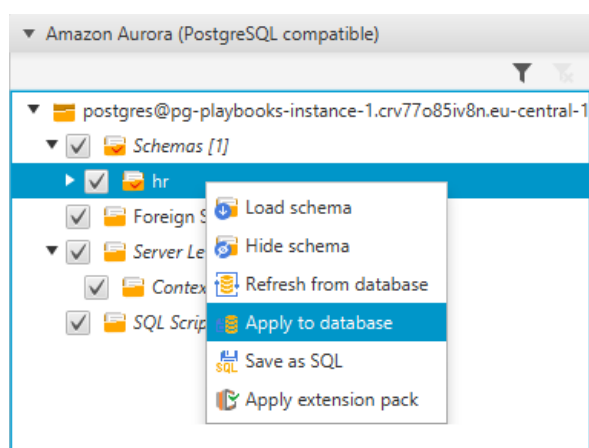 Amazon Aurora (PostgreSQL compatible)
postgres@pg-playbooks-instance-1.crv77o85iv8n.eu-central-1
Schemas [1]
hr
Load schema
Foreign S
Hide schema
Server Le
Refresh from database
Contex
Apply to database
SQL Scrip
Save as SQL
Apply extension pack